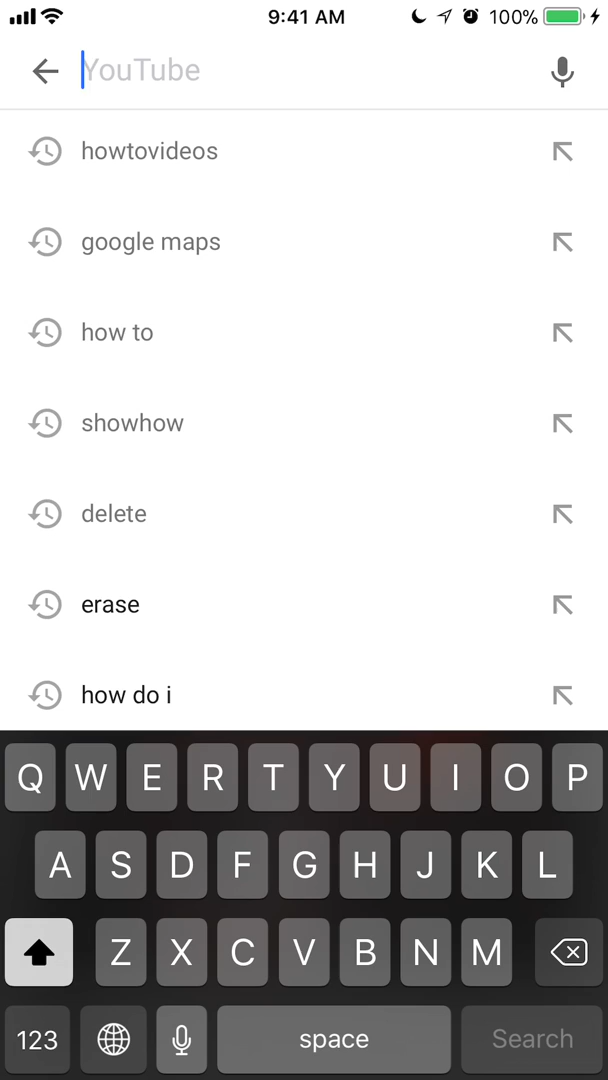 9:41 AM 100%
YouTube
howtovideos
google maps
how to
showhow
delete
erase
how do i
Q W E R T Y U I O P
A S D F G H J K L
Z X C V B N M
123 space Search